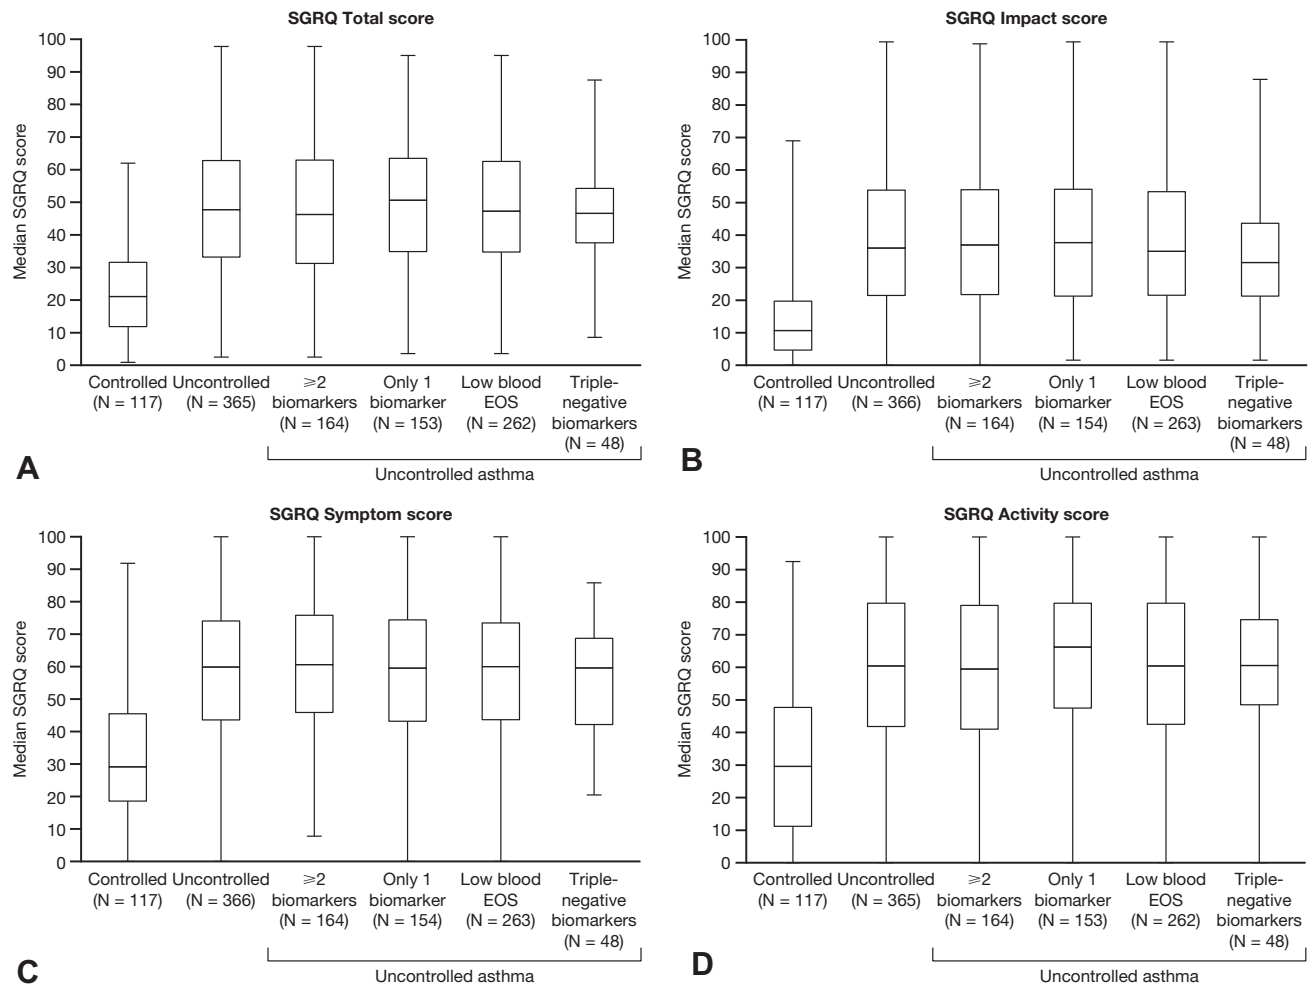 SGRQ Total score
Median SGRQ score
100
90
80
70
60
50
40
30
20
10
0
Controlled Uncontrolled ⩾2 Only 1 Low blood Triple-
(N = 117) (N = 365) biomarkers biomarker EOS negative
(N = 164) (N = 153) (N = 262) biomarkers
(N = 48)
Uncontrolled asthma
A
SGRQ Impact score
Median SGRQ score
100
90
80
70
60
50
40
30
20
10
0
Controlled Uncontrolled ⩾2 Only 1 Low blood Triple-
(N = 117) (N = 366) biomarkers biomarker EOS negative
(N = 164) (N = 154) (N = 263) biomarkers
(N = 48)
Uncontrolled asthma
B
SGRQ Symptom score
Median SGRQ score
100
90
80
70
60
50
40
30
20
10
0
Controlled Uncontrolled ⩾2 Only 1 Low blood Triple-
(N = 117) (N = 366) biomarkers biomarker EOS negative
(N = 164) (N = 154) (N = 263) biomarkers
(N = 48)
Uncontrolled asthma
C
SGRQ Activity score
Median SGRQ score
100
90
80
70
60
50
40
30
20
10
0
Controlled Uncontrolled ⩾2 Only 1 Low blood Triple-
(N = 117) (N = 365) biomarkers biomarker EOS negative
(N = 164) (N = 153) (N = 262) biomarkers
(N = 48)
Uncontrolled asthma
D